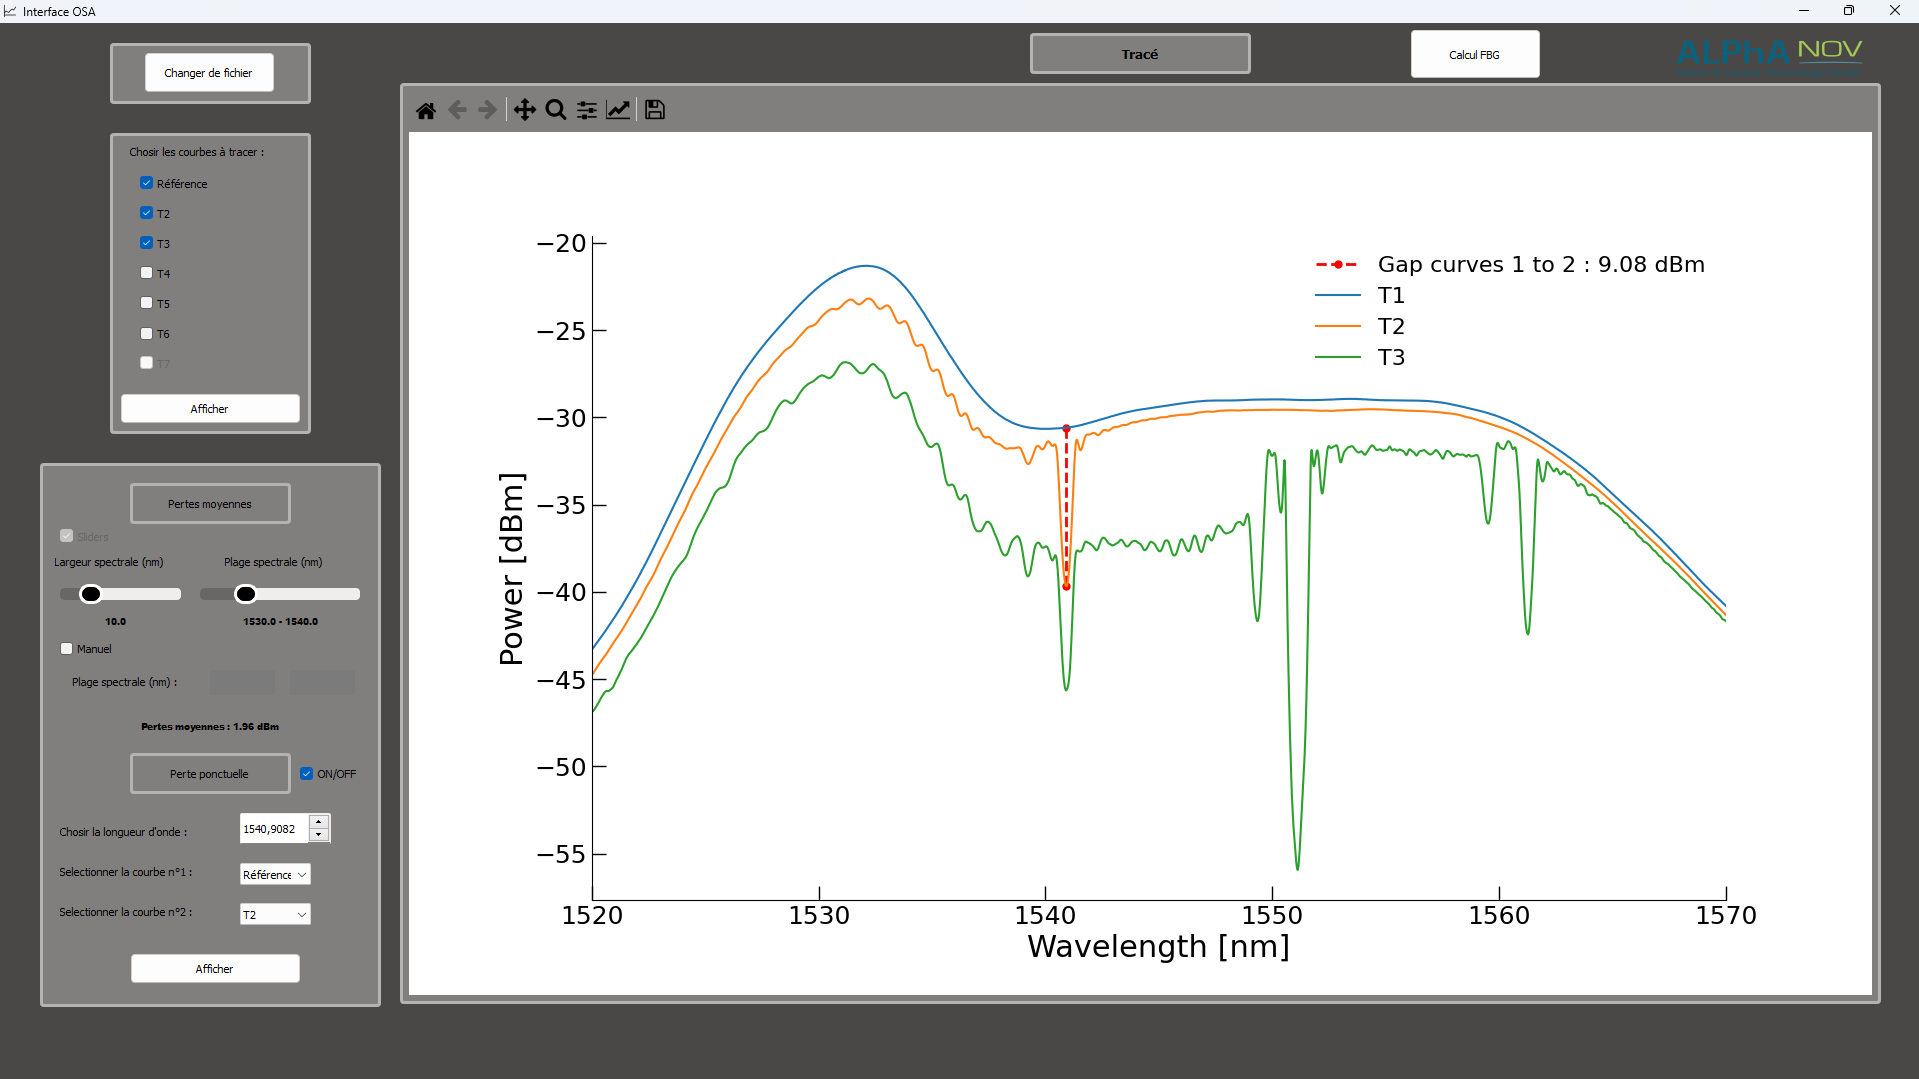 Interface OSA
Changer de fichier
Tracé
Calcul FBG
ALPhA NOV
Chosir les courbes à tracer :
Référence
T2
T3
T4
T5
T6
T7
Afficher
Pertes moyennes
Sliders
Largeur spectrale (nm)
Plage spectrale (nm)
10.0
1530.0 - 1540.0
Manuel
Plage spectrale (nm) :
Pertes moyennes : 1.96 dBm
Perte ponctuelle
ON/OFF
Chosir la longueur d'onde :
1540,9082
Selectionner la courbe n°1 :
Référence
Selectionner la courbe n°2 :
T2
Afficher
Gap curves 1 to 2 : 9.08 dBm
T1
T2
T3
Power [dBm]
−20
−25
−30
−35
−40
−45
−50
−55
1520 1530 1540 1550 1560 1570
Wavelength [nm]